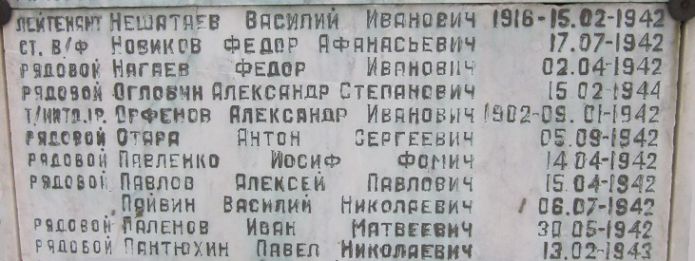 ЛЕЙТЕНАНТ НЕШАТАЕВ ВАСИЛИЙ ИВАНОВИЧ 1916-15.02-1942
СТ. В/Ф НОВИКОВ ФЕДОР АФАНАСЬЕВИЧ 17.07-1942
РЯДОВОЙ НАГАЕВ ФЕДОР ИВАНОВИЧ 02.04-1942
РЯДОВОЙ ОГЛОВЧИ АЛЕКСАНДР СТЕПАНОВИЧ 15 02-1944
ОРФЕНОВ АЛЕКСАНДР ИВАНОВИЧ 1902-09.01-1942
РЯДОВОЙ ОТАРА АНТОН СЕРГЕЕВИЧ 05.09-1942
РЯДОВОЙ ПАВЛЕНКО ИОСИФ ФОМИЧ 14 04-1942
РЯДОВОЙ ПАВЛОВ АЛЕКСЕЙ ПАВЛОВИЧ 15.04-1942
ПАЙВИН ВАСИЛИЙ НИКОЛАЕВИЧ 06.07-1942
РЯДОВОЙ ПАЛЕНОВ ИВАН МАТВЕЕВИЧ 30 05-1942
РЯДОВОЙ ПАНТЮХИН ПАВЕЛ НИКОЛАЕВИЧ 13.02-1943